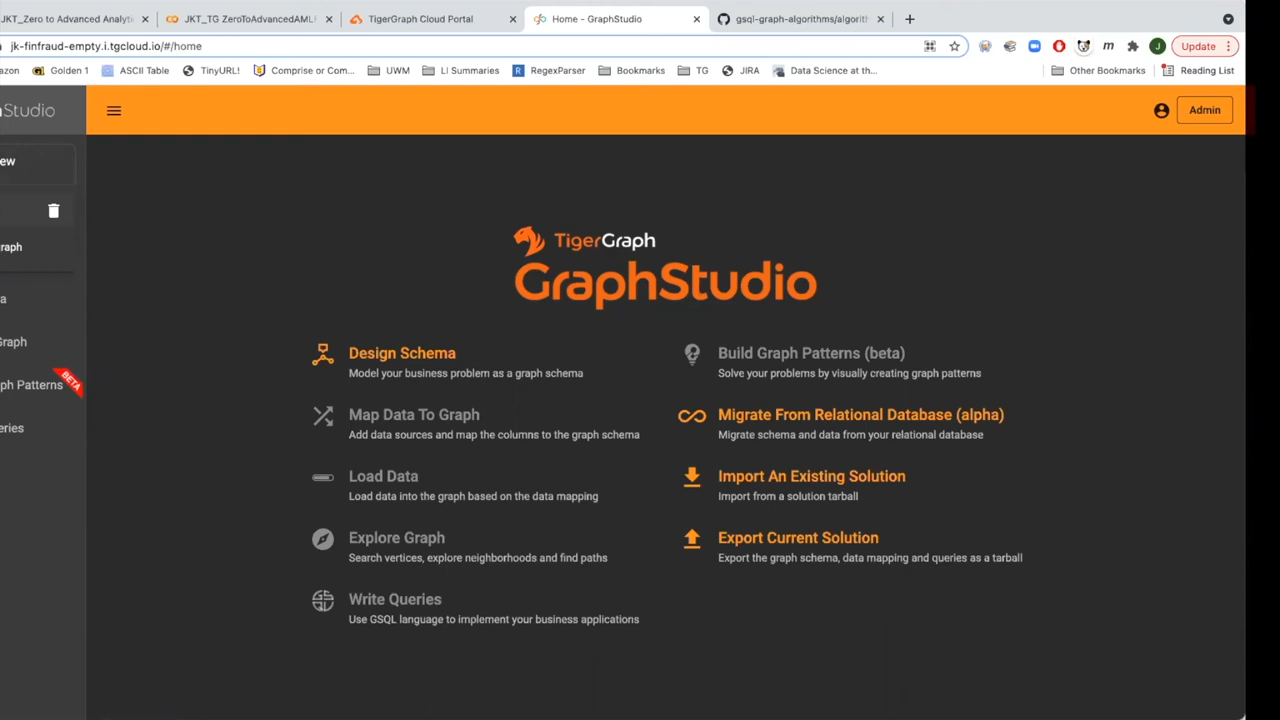 JKT_Zero to Advanced Analyti
JKT_TG ZeroToAdvancedAMLF
TigerGraph Cloud Portal
Home - GraphStudio
gsql-graph-algorithms/algorith
jk-finfraud-empty.i.tgcloud.io/#/home
m
J
Update
azon
Golden 1
ASCII Table
TinyURL!
Comprise or Com...
UWM
LI Summaries
R
RegexParser
Bookmarks
TG
JIRA
Data Science at th...
Other Bookmarks
Reading List
hStudio
Admin
ew
raph
a
Graph
ph Patterns
BETA
eries
TigerGraph
GraphStudio
Design Schema
Model your business problem as a graph schema
Map Data To Graph
Add data sources and map the columns to the graph schema
Load Data
Load data into the graph based on the data mapping
Explore Graph
Search vertices, explore neighborhoods and find paths
Write Queries
Use GSQL language to implement your business applications
Build Graph Patterns (beta)
Solve your problems by visually creating graph patterns
Migrate From Relational Database (alpha)
Migrate schema and data from your relational database
Import An Existing Solution
Import from a solution tarball
Export Current Solution
Export the graph schema, data mapping and queries as a tarball